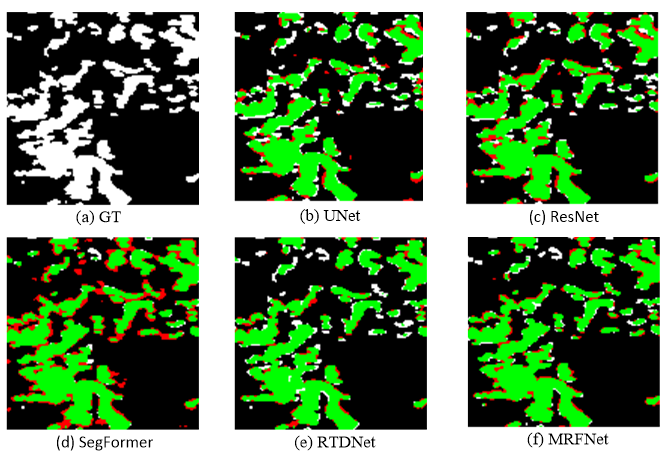 (a) GT
(b) UNet
(c) ResNet
(d) SegFormer
(e) RTDNet
(f) MRFNet